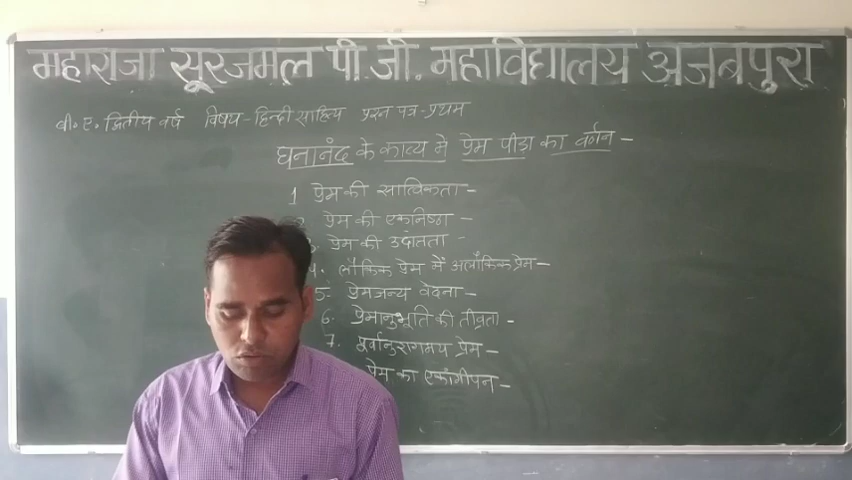 महाराजा सूरजमल पी.जी. महाविद्यालय अजबपुरा
बी. ए. द्वितीय वर्ष विषय - हिन्दी साहित्य प्रश्न पत्र - प्रथम
घनानंद के काव्य मे प्रेम पीडा का वर्णन -
1 प्रेम की सात्विकता -
प्रेम की एकनिष्ठा -
प्रेम की उदांतता -
4. लौकिक प्रेम में अलौकिक प्रेम -
5- प्रेमजन्य वेदना -
6- प्रेमानुभूति की तीव्रता -
7. पूर्वानुरागमय प्रेम -
प्रेम का एकांगीपन -